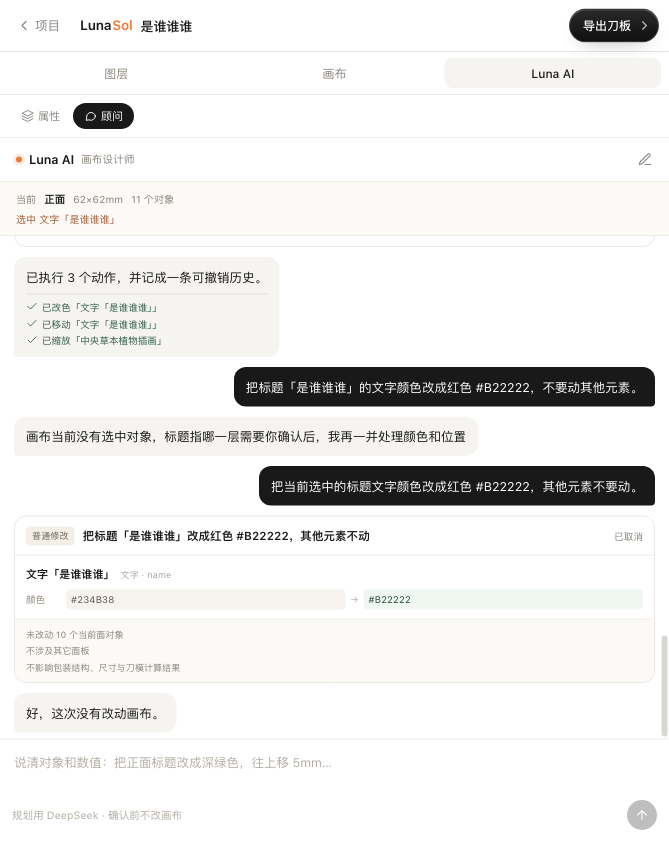 项目
LunaSol 是谁谁谁
导出刀板
图层
画布
Luna AI
属性
顾问
Luna AI 画布设计师
当前 正面 62×62mm 11 个对象
选中 文字「是谁谁谁」
已执行 3 个动作，并记成一条可撤销历史。
已改色「文字「是谁谁谁」」
已移动「文字「是谁谁谁」」
已缩放「中央草本植物插画」
把标题「是谁谁谁」的文字颜色改成红色 #B22222，不要动其他元素。
画布当前没有选中对象，标题指哪一层需要你确认后，我再一并处理颜色和位置
把当前选中的标题文字颜色改成红色 #B22222，其他元素不要动。
普通修改 把标题「是谁谁谁」改成红色 #B22222，其他元素不动 已取消
文字「是谁谁谁」 文字 · name
颜色 #234B38 → #B22222
未改动 10 个当前面对象
不涉及其它面板
不影响包装结构、尺寸与刀模计算结果
好，这次没有改动画布。
说清对象和数值：把正面标题改成深绿色，往上移 5mm…
规划用 DeepSeek · 确认前不改画布